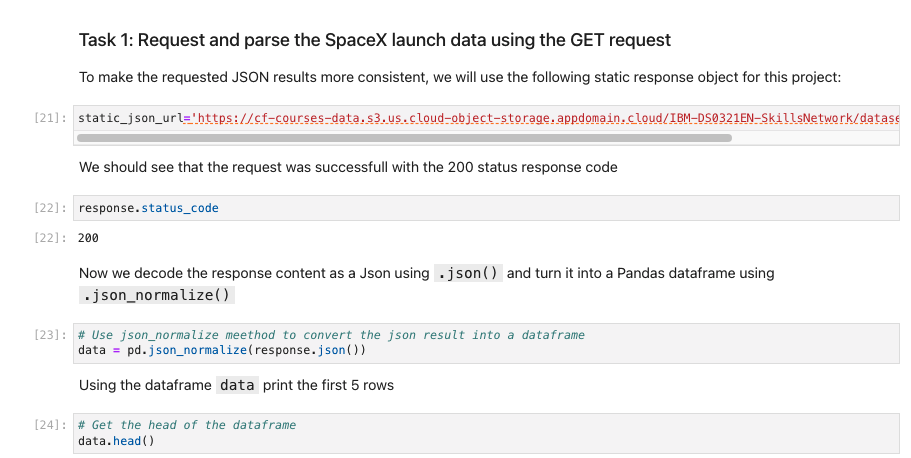 Task 1: Request and parse the SpaceX launch data using the GET request
To make the requested JSON results more consistent, we will use the following static response object for this project:
[21]: static_json_url='https://cf-courses-data.s3.us.cloud-object-storage.appdomain.cloud/IBM-DS0321EN-SkillsNetwork/datase
We should see that the request was successfull with the 200 status response code
[22]: response.status_code
[22]: 200
Now we decode the response content as a Json using .json() and turn it into a Pandas dataframe using
.json_normalize()
[23]: # Use json_normalize meethod to convert the json result into a dataframe
data = pd.json_normalize(response.json())
Using the dataframe data print the first 5 rows
[24]: # Get the head of the dataframe
data.head()